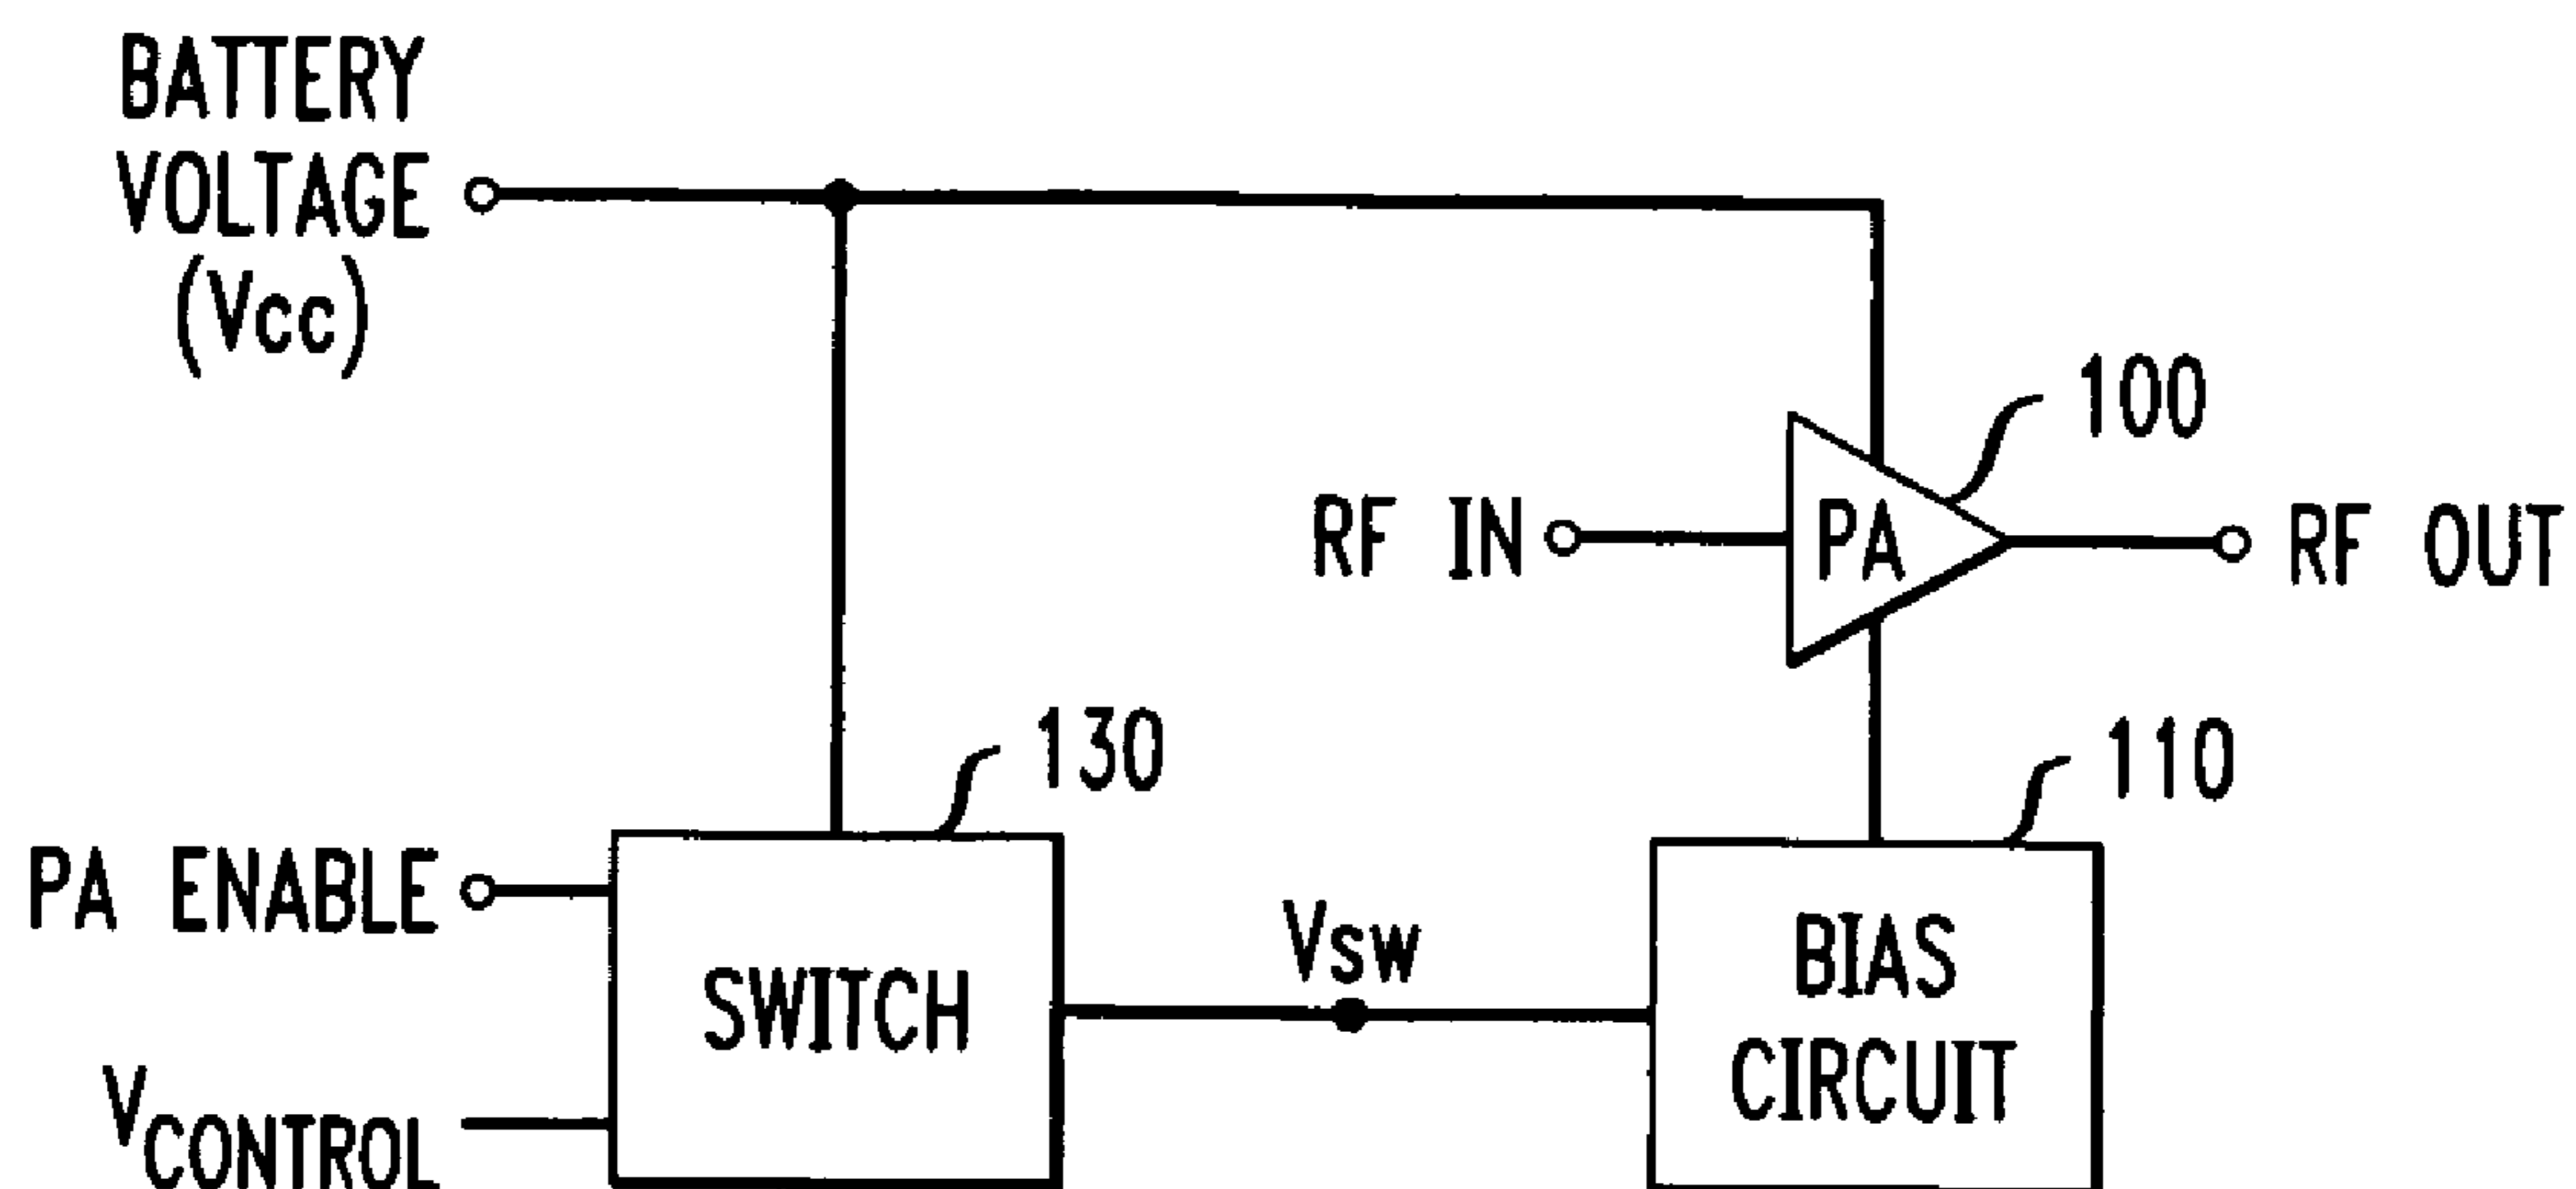 BATTERY
VOLTAGE
(Vcc)
100
RF IN
PA
RF OUT
130
110
PA ENABLE
SWITCH
Vsw
BIAS
CIRCUIT
VCONTROL